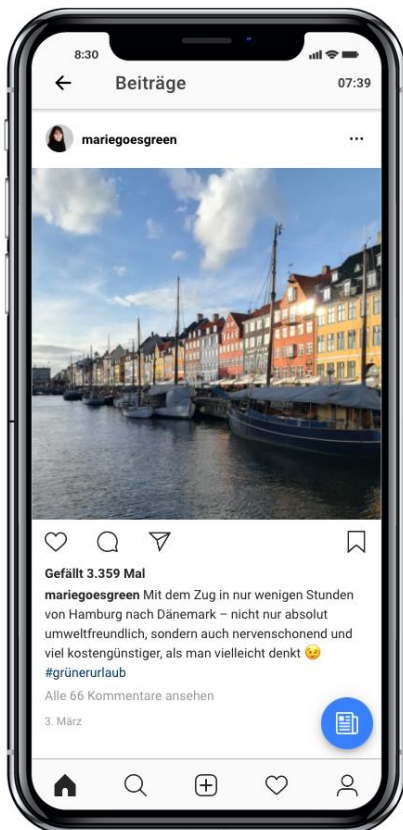 8:30
Beiträge 07:39
mariegoesgreen
Gefällt 3.359 Mal
mariegoesgreen Mit dem Zug in nur wenigen Stunden
von Hamburg nach Dänemark – nicht nur absolut
umweltfreundlich, sondern auch nervenschonend und
viel kostengünstiger, als man vielleicht denkt 😉
#grünerurlaub
Alle 66 Kommentare ansehen
3. März